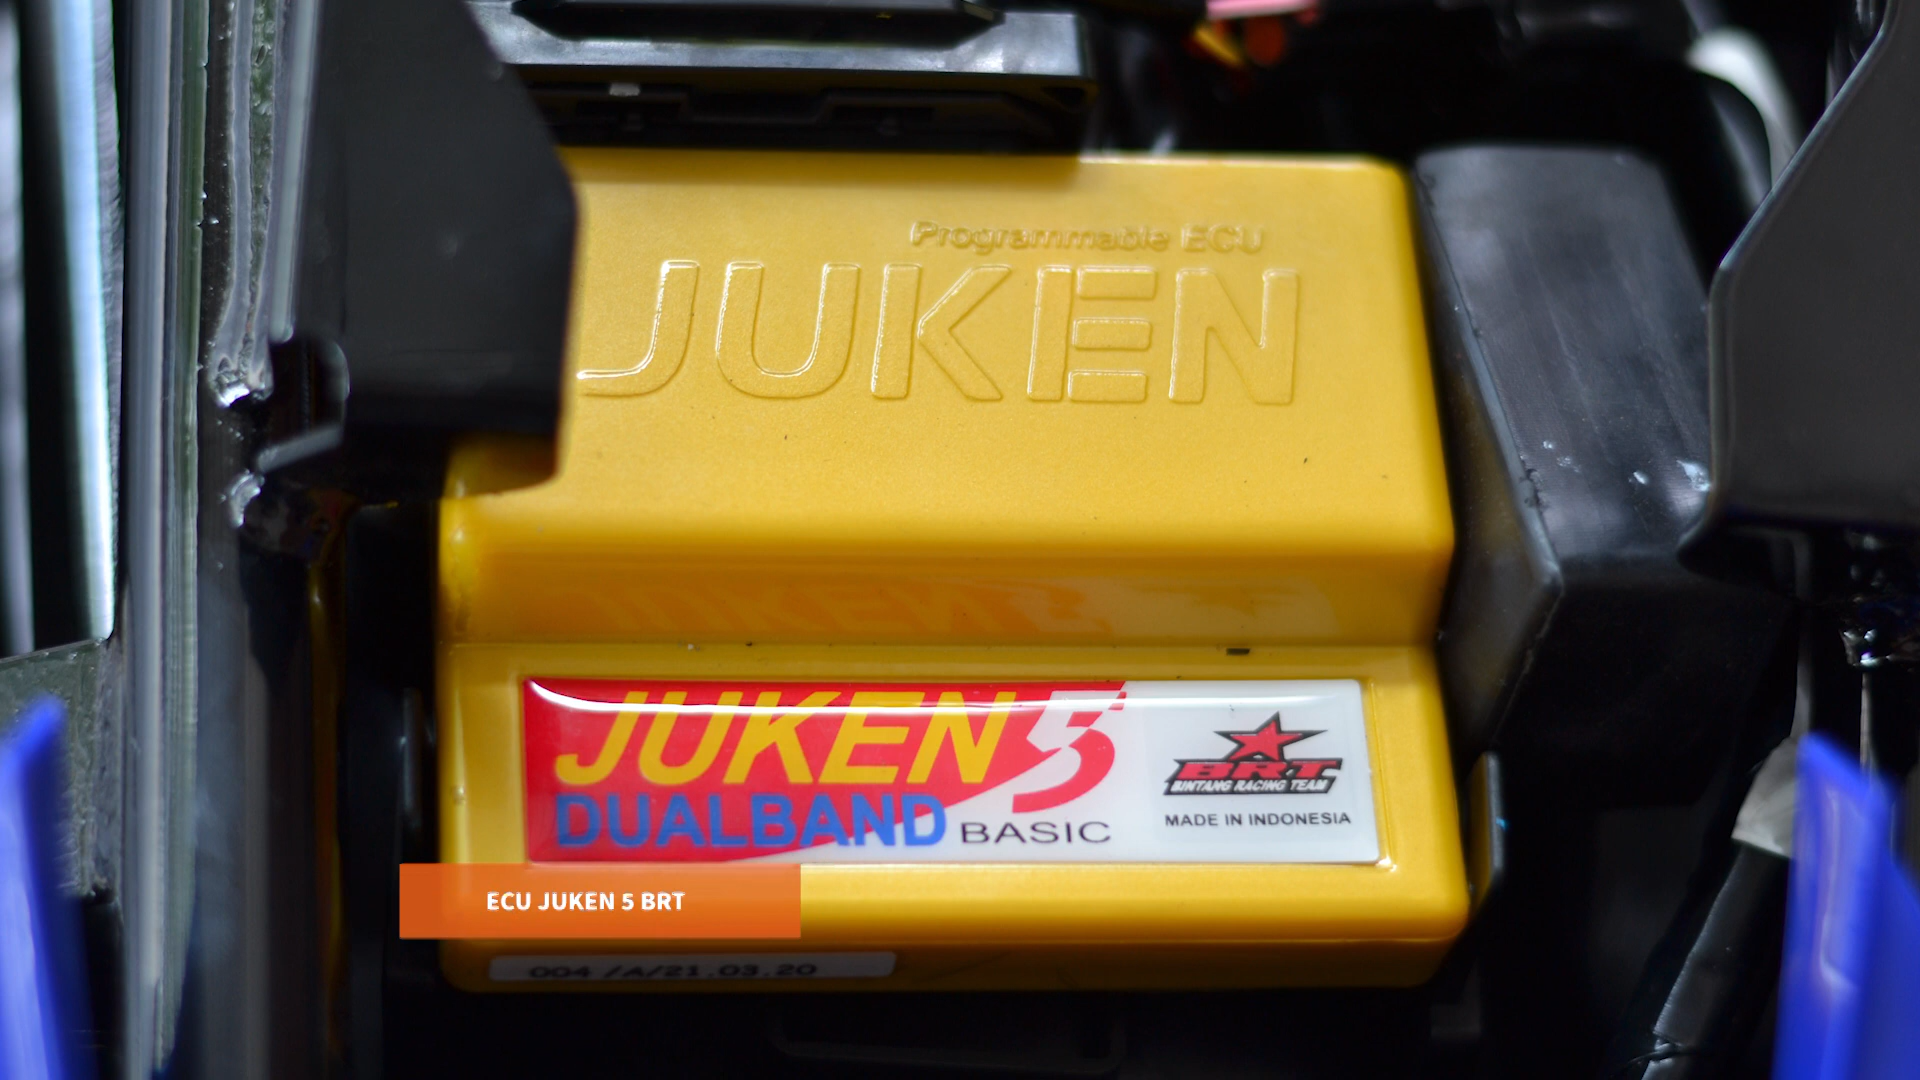 Programmable ECU
JUKEN
JUKEN 5
DUALBAND BASIC
BRT
BINTANG RACING TEAM
MADE IN INDONESIA
ECU JUKEN 5 BRT
004 /A/21.03.20